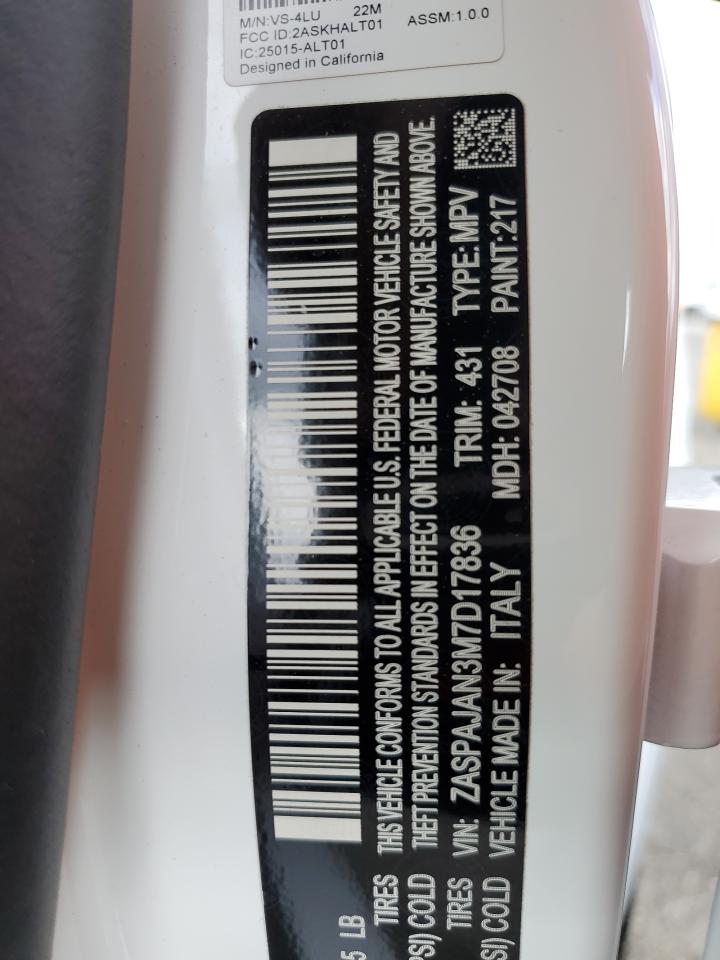 M/N:VS-4LU 22M
FCC ID:2ASKHALT01 ASSM:1.0.0
IC:25015-ALT01
Designed in California
5 LB
TIRES
PSI) COLD
TIRES
PSI) COLD
THIS VEHICLE CONFORMS TO ALL APPLICABLE U.S. FEDERAL MOTOR VEHICLE SAFETY AND
THEFT PREVENTION STANDARDS IN EFFECT ON THE DATE OF MANUFACTURE SHOWN ABOVE.
VIN: ZASPAJAN3M7D17836 TRIM: 431 TYPE: MPV
VEHICLE MADE IN: ITALY MDH: 042708 PAINT:217